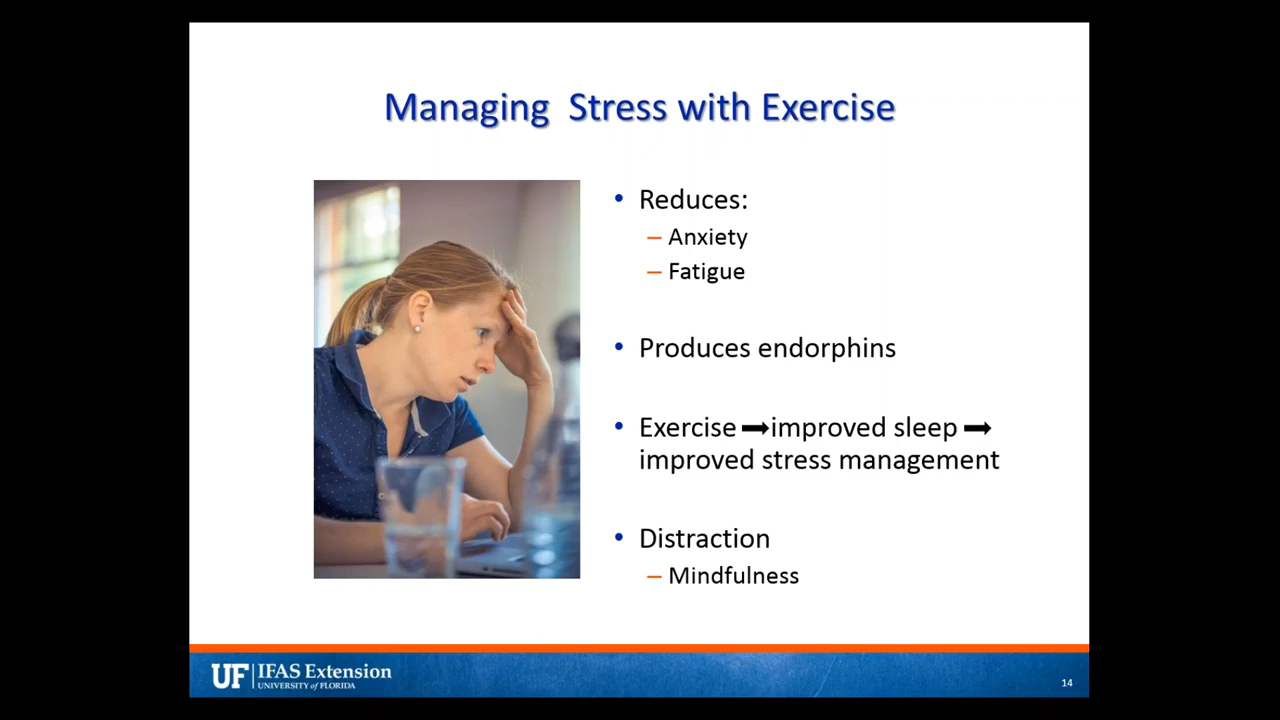 Managing  Stress with Exercise
• Reduces:
– Anxiety
– Fatigue
• Produces endorphins
• Exercise ➞improved sleep ➞
improved stress management
• Distraction
– Mindfulness
UF IFAS Extension
UNIVERSITY of FLORIDA
14